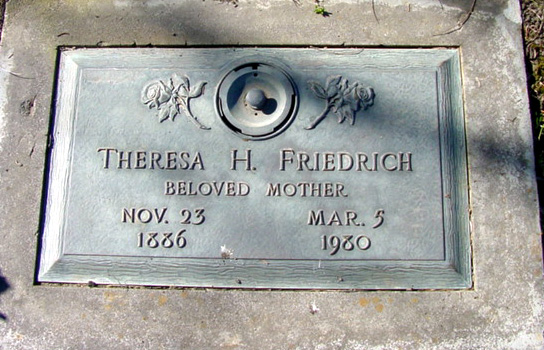 THERESA H. FRIEDRICH
BELOVED MOTHER
NOV. 23 MAR. 5
1886 1980